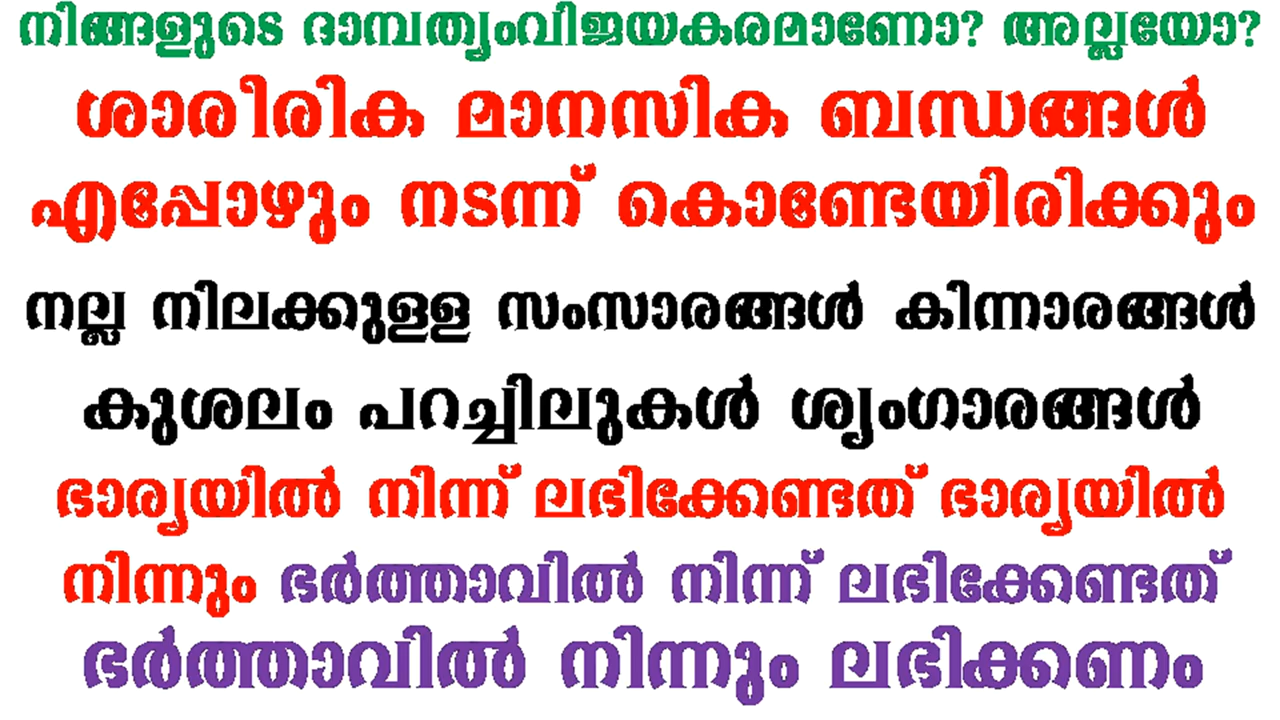 നിങ്ങളുടെ ദാമ്പത്യംവിജയകരമാണോ? അല്ലയോ?
ശാരീരിക മാനസിക ബന്ധങ്ങൾ
എപ്പോഴും നടന്ന് കൊണ്ടേയിരിക്കും
നല്ല നിലക്കുള്ള സംസാരങ്ങൾ കിന്നാരങ്ങൾ
കുശലം പറച്ചിലുകൾ ശൃംഗാരങ്ങൾ
ഭാര്യയിൽ നിന്ന് ലഭിക്കേണ്ടത് ഭാര്യയിൽ
നിന്നും ഭർത്താവിൽ നിന്ന് ലഭിക്കേണ്ടത്
ഭർത്താവിൽ നിന്നും ലഭിക്കണം